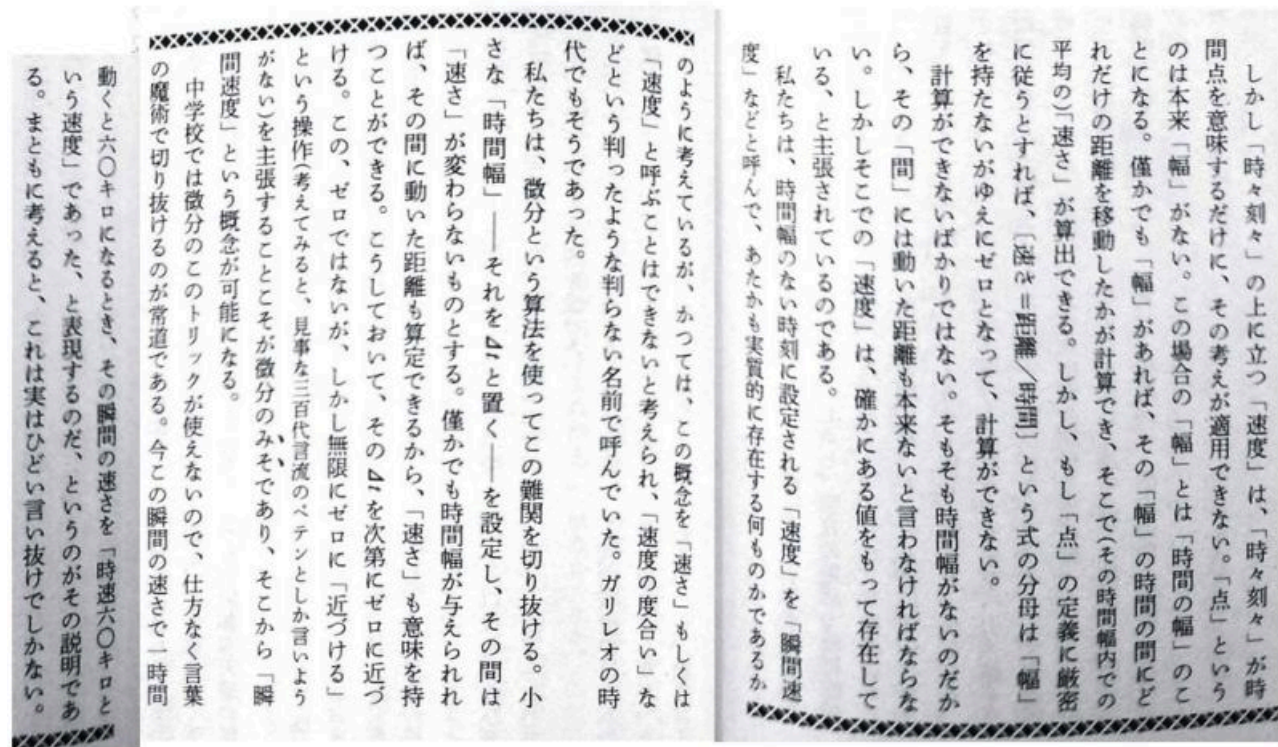 しかし「時々刻々」の上に立つ「速度」は、「時々刻々」が時
間点を意味するだけに、その考えが適用できない。「点」という
のは本来「幅」がない。この場合の「幅」とは「時間の幅」のこ
とになる。僅かでも「幅」があれば、その「幅」の時間の間にど
れだけの距離を移動したかが計算でき、そこで(その時間幅内での
平均の)「速さ」が算出できる。しかし、もし「点」の定義に厳密
に従うとすれば、〔速さ＝距離／時間〕という式の分母は「幅」
を持たないがゆえにゼロとなって、計算ができない。
計算ができないばかりではない。そもそも時間幅がないのだか
ら、その「間」には動いた距離も本来ないと言わなければならな
い。しかしそこでの「速度」は、確かにある値をもって存在して
いる、と主張されているのである。
私たちは、時間幅のない時刻に設定される「速度」を「瞬間速
度」などと呼んで、あたかも実質的に存在する何ものかであるか
のように考えているが、かつては、この概念を「速さ」もしくは
「速度」と呼ぶことはできないと考えられ、「速度の度合い」な
どという判ったような判らない名前で呼んでいた。ガリレオの時
代でもそうであった。
私たちは、微分という算法を使ってこの難関を切り抜ける。小
さな「時間幅」――それをΔtと置く――を設定し、その間は
「速さ」が変わらないものとする。僅かでも時間幅が与えられれ
ば、その間に動いた距離も算定できるから、「速さ」も意味を持
つことができる。こうしておいて、そのΔtを次第にゼロに近づ
ける。この、ゼロではないが、しかし無限にゼロに「近づける」
という操作(考えてみると、見事な三百代言流のペテンとしか言いよう
がない)を主張することこそが微分のみそであり、そこから「瞬
間速度」という概念が可能になる。
中学校では微分のこのトリックが使えないので、仕方なく言葉
の魔術で切り抜けるのが常道である。今この瞬間の速さで一時間
動くと六〇キロになるとき、その瞬間の速さを「時速六〇キロと
いう速度」であった、と表現するのだ、というのがその説明であ
る。まともに考えると、これは実はひどい言い抜けでしかない。